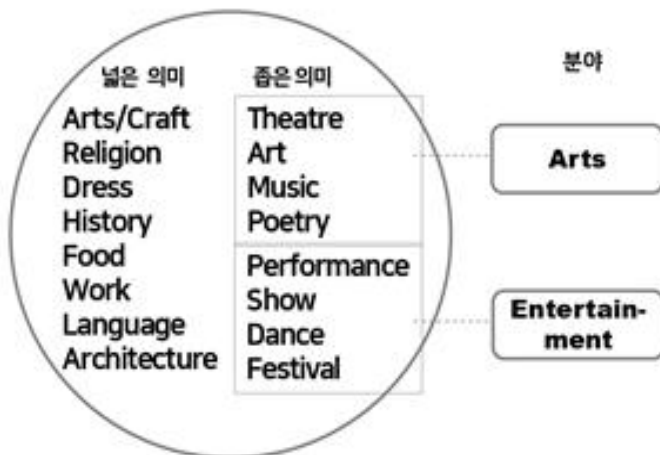 넓은 의미
Arts/Craft
Religion
Dress
History
Food
Work
Language
Architecture
좁은 의미
Theatre
Art
Music
Poetry
Performance
Show
Dance
Festival
분야
Arts
Entertain-
ment